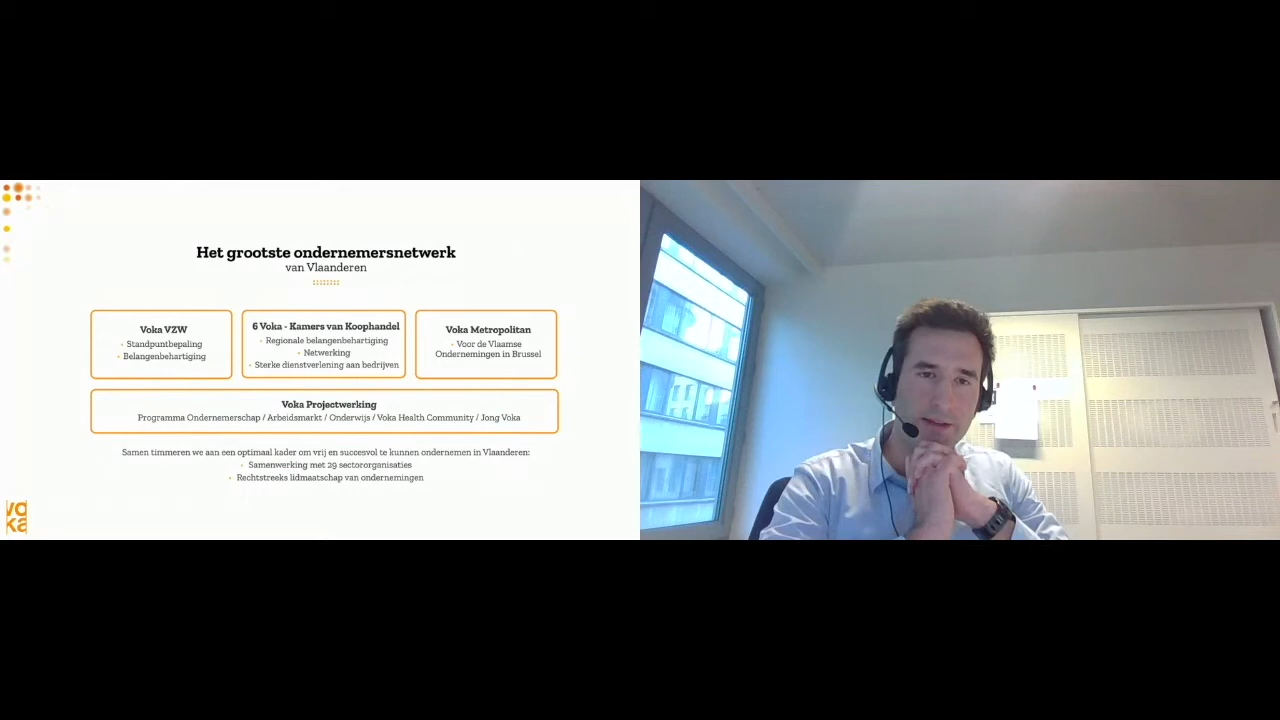 Het grootste ondernemersnetwerk
van Vlaanderen
Voka VZW
• Standpuntbepaling
• Belangenbehartiging
6 Voka - Kamers van Koophandel
• Regionale belangenbehartiging
• Netwerking
• Sterke dienstverlening aan bedrijven
Voka Metropolitan
• Voor de Vlaamse
Ondernemingen in Brussel
Voka Projectwerking
Programma Ondernemerschap / Arbeidsmarkt / Onderwijs / Voka Health Community / Jong Voka
Samen timmeren we aan een optimaal kader om vrij en succesvol te kunnen ondernemen in Vlaanderen:
• Samenwerking met 29 sectororganisaties
• Rechtstreeks lidmaatschap van ondernemingen
vo
ka